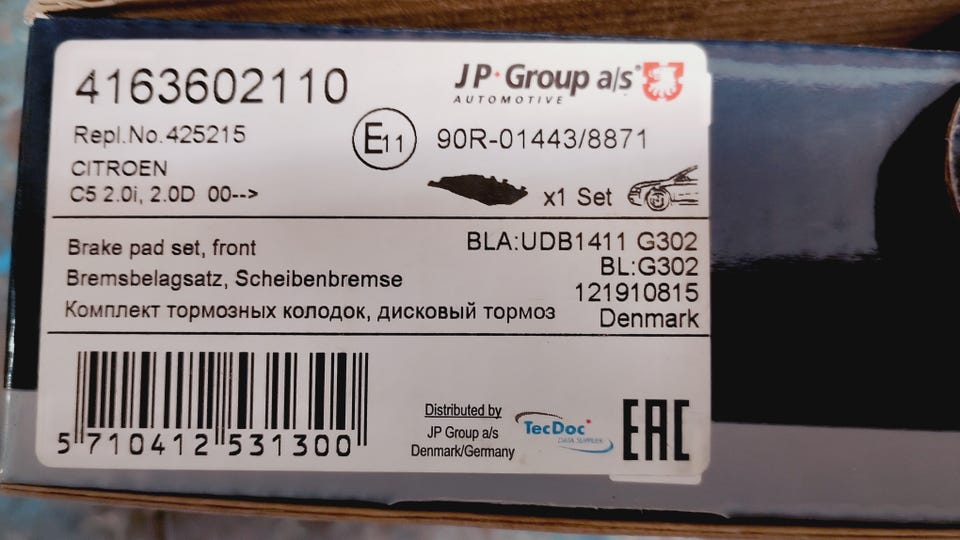 4163602110
JP Group a/s
AUTOMOTIVE
Repl.No.425215
E11
90R-01443/8871
CITROEN
C5 2.0i, 2.0D 00-->
x1 Set
Brake pad set, front
Bremsbelagsatz, Scheibenbremse
Комплект тормозных колодок, дисковый тормоз
BLA:UDB1411 G302
BL:G302
121910815
Denmark
5 710412 531300
Distributed by
JP Group a/s
Denmark/Germany
TecDoc
DATA SUPPLIER
EAC